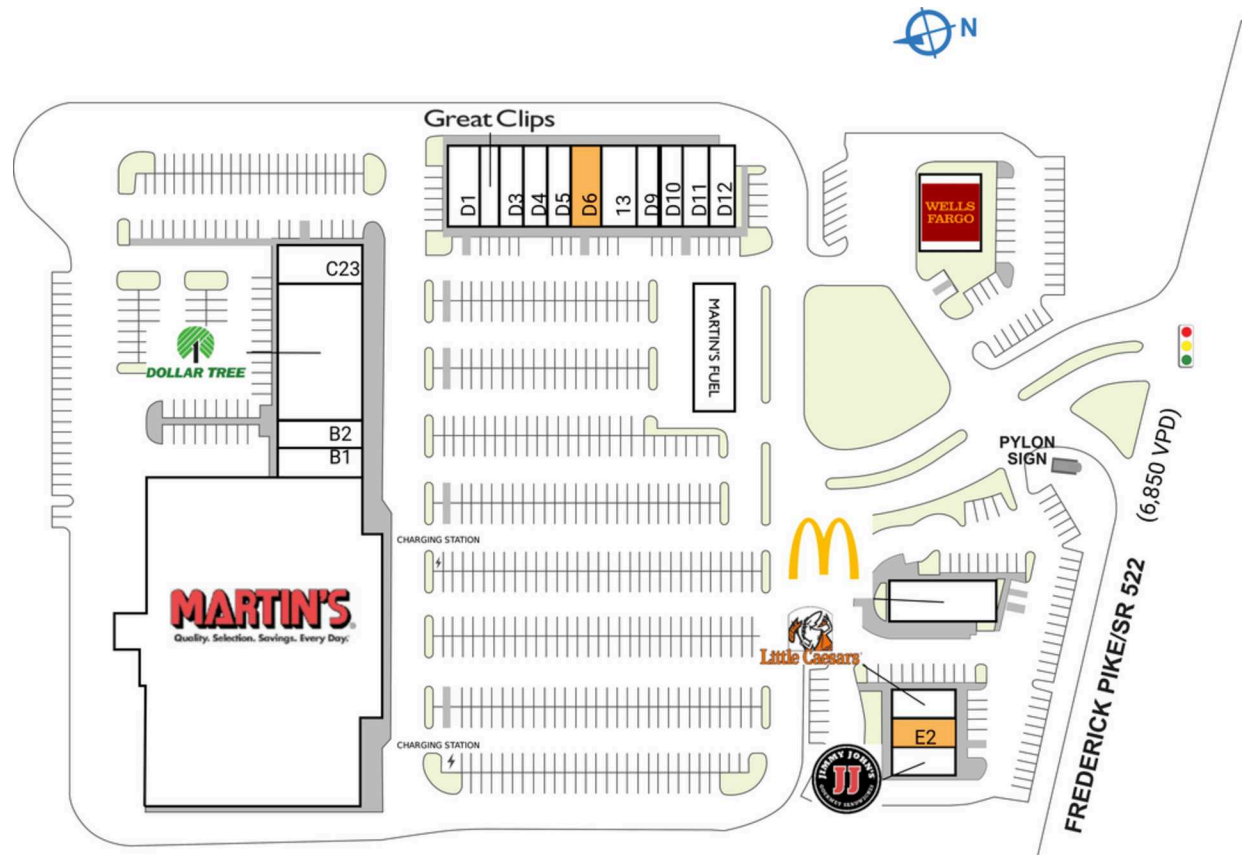 N
Great Clips
D1
D3
D4
D5
D6
13
D9
D10
D11
D12
WELLS
FARGO
C23
DOLLAR TREE
MARTIN'S FUEL
B2
B1
PYLON
SIGN
(6,850 VPD)
FREDERICK PIKE/SR 522
CHARGING STATION
MARTIN'S
Quality. Selection. Savings. Every Day.
Little Caesars
E2
CHARGING STATION
JIMMY JOHN'S
JJ
GOURMET SANDWICHES